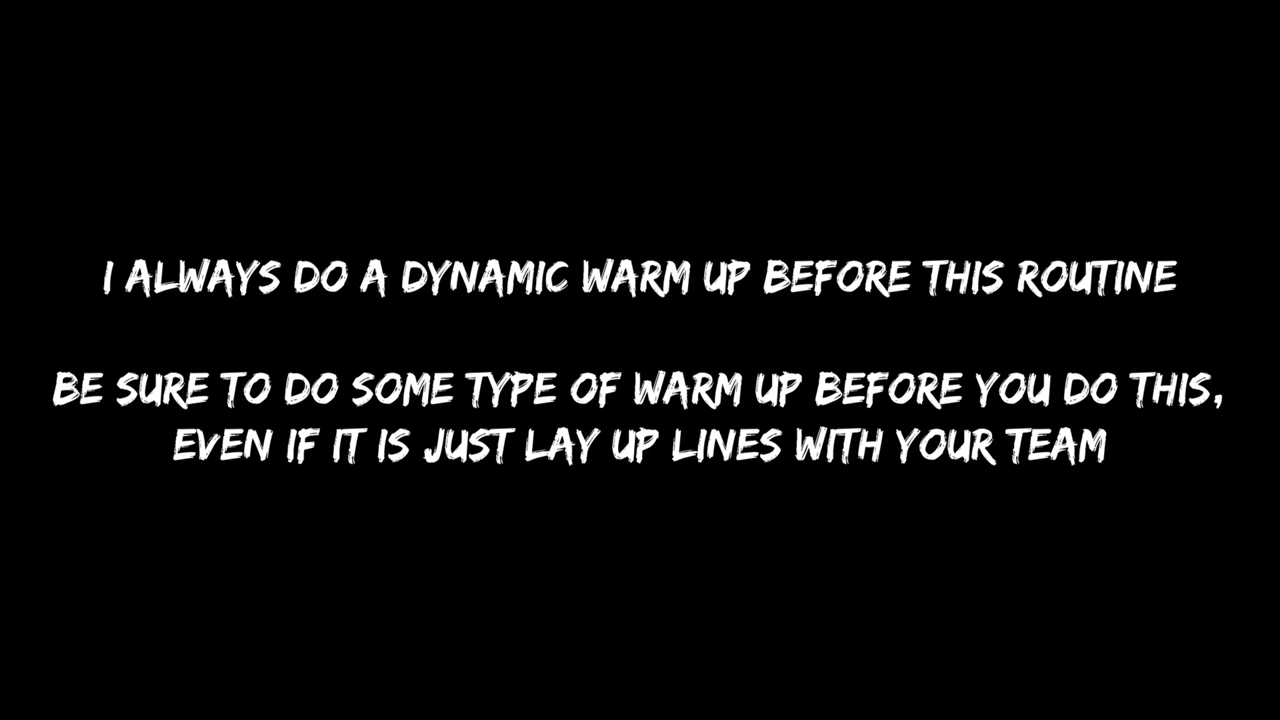 I ALWAYS DO A DYNAMIC WARM UP BEFORE THIS ROUTINE
BE SURE TO DO SOME TYPE OF WARM UP BEFORE YOU DO THIS,
EVEN IF IT IS JUST LAY UP LINES WITH YOUR TEAM